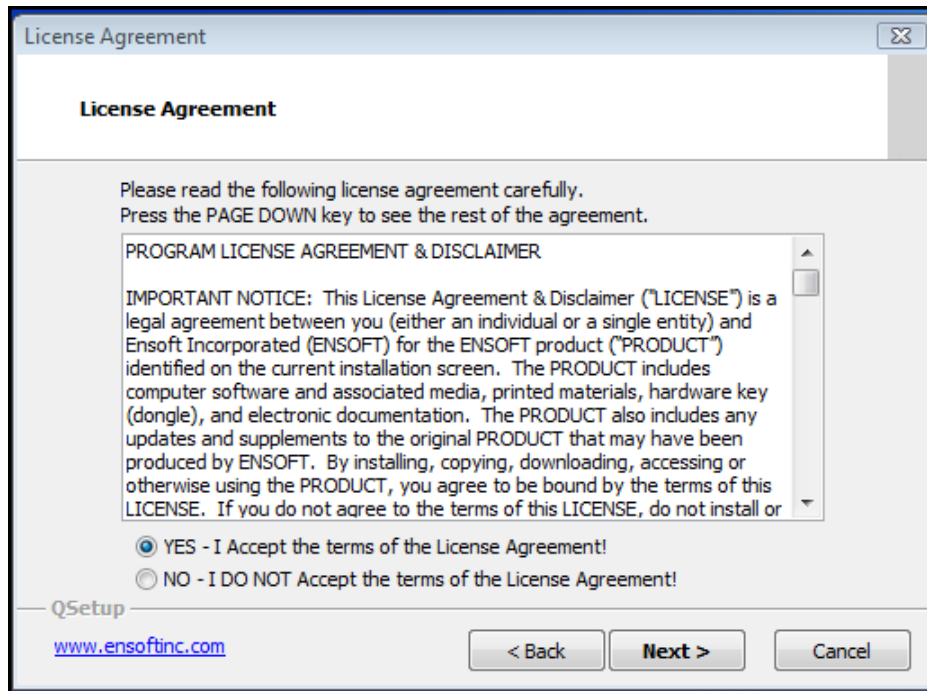 License Agreement
License Agreement
Please read the following license agreement carefully.
Press the PAGE DOWN key to see the rest of the agreement.
PROGRAM LICENSE AGREEMENT & DISCLAIMER
IMPORTANT NOTICE:  This License Agreement & Disclaimer ("LICENSE") is a
legal agreement between you (either an individual or a single entity) and
Ensoft Incorporated (ENSOFT) for the ENSOFT product ("PRODUCT")
identified on the current installation screen.  The PRODUCT includes
computer software and associated media, printed materials, hardware key
(dongle), and electronic documentation.  The PRODUCT also includes any
updates and supplements to the original PRODUCT that may have been
produced by ENSOFT.  By installing, copying, downloading, accessing or
otherwise using the PRODUCT, you agree to be bound by the terms of this
LICENSE.  If you do not agree to the terms of this LICENSE, do not install or
YES - I Accept the terms of the License Agreement!
NO - I DO NOT Accept the terms of the License Agreement!
QSetup
www.ensoftinc.com
< Back
Next >
Cancel